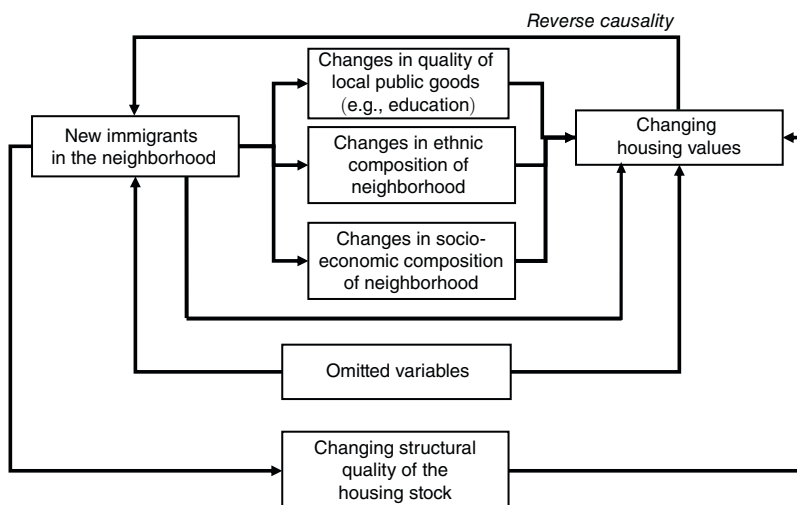 Reverse causality
Changes in quality of
local public goods
(e.g., education)
New immigrants
in the neighborhood
Changing
housing values
Changes in ethnic
composition of
neighborhood
Changes in socio-
economic composition
of neighborhood
Omitted variables
Changing structural
quality of the
housing stock